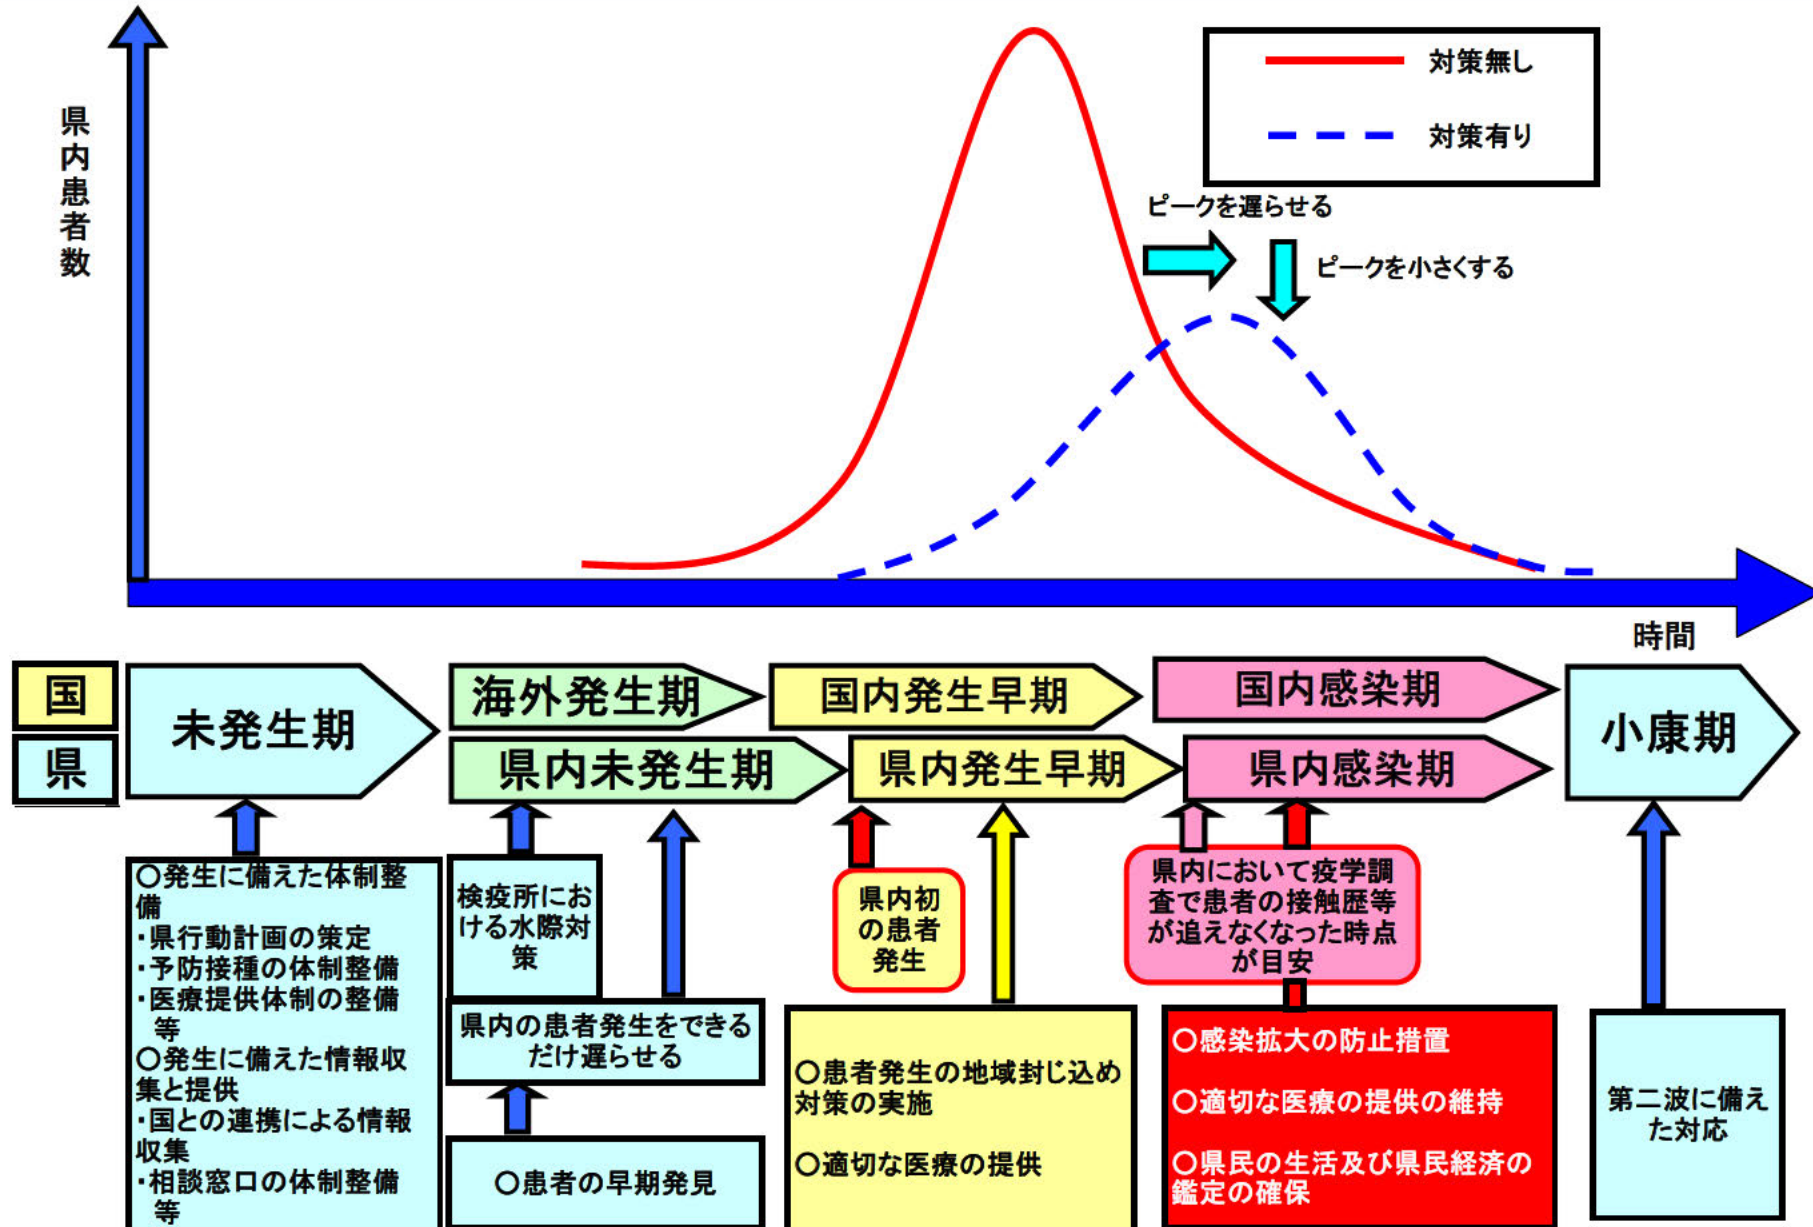 県内患者数
対策無し
対策有り
ピークを遅らせる
ピークを小さくする
時間
国
県
未発生期
海外発生期
国内発生早期
国内感染期
小康期
県内未発生期
県内発生早期
県内感染期
〇発生に備えた体制整
備
・県行動計画の策定
・予防接種の体制整備
・医療提供体制の整備
等
〇発生に備えた情報収
集と提供
・国との連携による情報
収集
・相談窓口の体制整備
等
検疫所にお
ける水際対
策
県内の患者発生をできる
だけ遅らせる
〇患者の早期発見
県内初
の患者
発生
〇患者発生の地域封じ込め
対策の実施
〇適切な医療の提供
県内において疫学調
査で患者の接触歴等
が追えなくなった時点
が目安
〇感染拡大の防止措置
〇適切な医療の提供の維持
〇県民の生活及び県民経済の
鑑定の確保
第二波に備え
た対応